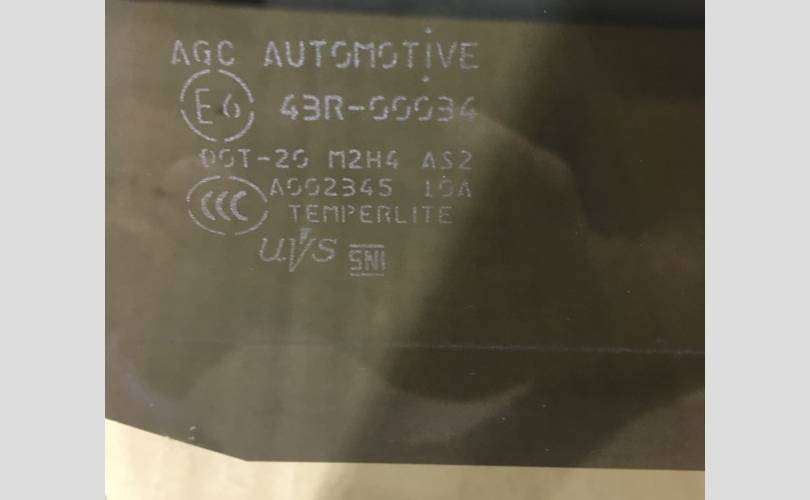 AGC AUTOMOTIVE
E6 43R-00034
DOT-20 M2H4 AS2
CCC A002345 10A
TEMPERLITE
UVS SNI